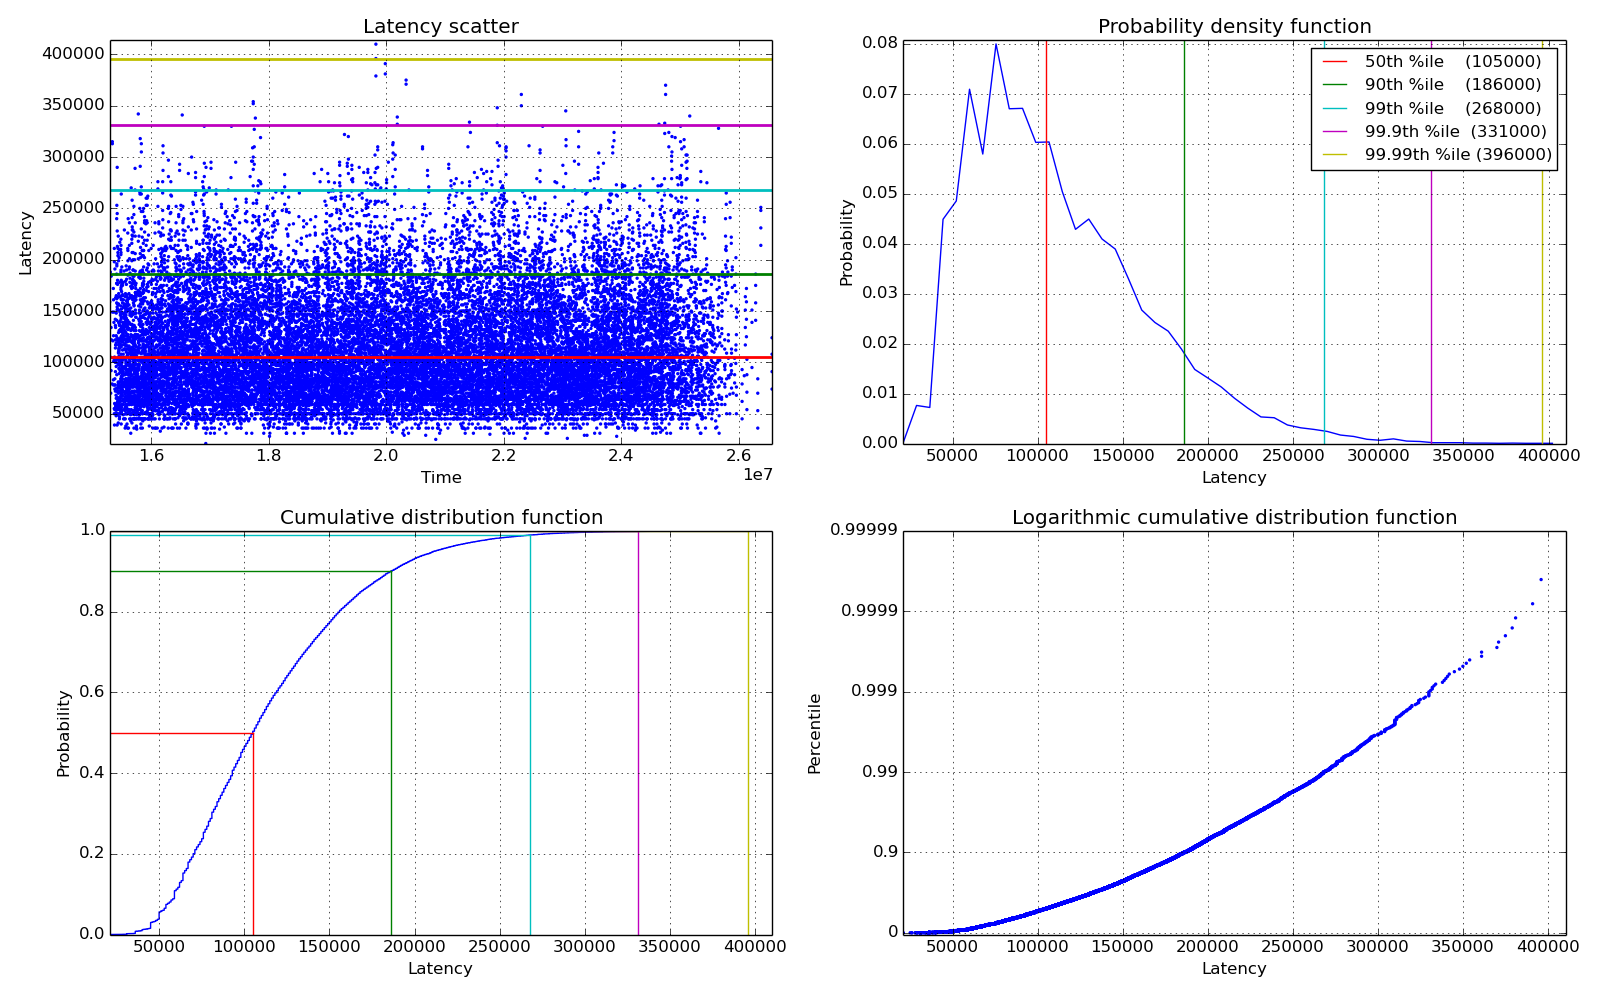 Latency scatter
400000
350000
300000
250000
200000
150000
100000
50000
Latency
1.6 1.8 2.0 2.2 2.4 2.6
1e7
Time
Probability density function
0.08
0.07
0.06
0.05
0.04
0.03
0.02
0.01
0.00
Probability
50th %ile (105000)
90th %ile (186000)
99th %ile (268000)
99.9th %ile (331000)
99.99th %ile (396000)
50000 100000 150000 200000 250000 300000 350000 400000
Latency
Cumulative distribution function
1.0
0.8
0.6
0.4
0.2
0.0
Probability
50000 100000 150000 200000 250000 300000 350000 400000
Latency
Logarithmic cumulative distribution function
0.99999
0.9999
0.999
0.99
0.9
0
Percentile
50000 100000 150000 200000 250000 300000 350000 400000
Latency